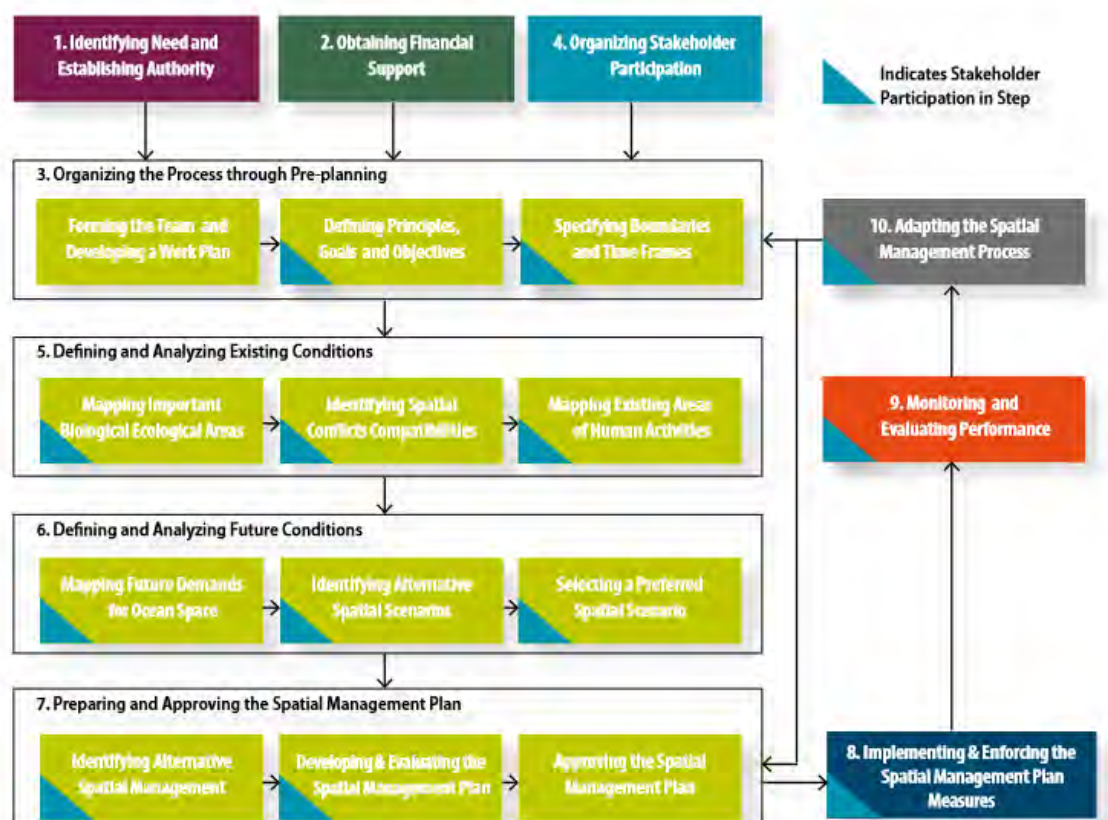 1. Identifying Need and
Establishing Authority
2. Obtaining Financial
Support
4. Organizing Stakeholder
Participation
Indicates Stakeholder
Participation in Step
3. Organizing the Process through Pre-planning
Forming the Team and
Developing a Work Plan
Defining Principles,
Goals and Objectives
Specifying Boundaries
and Time Frames
10. Adapting the Spatial
Management Process
5. Defining and Analyzing Existing Conditions
Mapping Important
Biological Ecological Areas
Identifying Spatial
Conflicts Compatibilities
Mapping Existing Areas
of Human Activities
9. Monitoring and
Evaluating Performance
6. Defining and Analyzing Future Conditions
Mapping Future Demands
for Ocean Space
Identifying Alternative
Spatial Scenarios
Selecting a Preferred
Spatial Scenario
7. Preparing and Approving the Spatial Management Plan
Identifying Alternative
Spatial Management
Developing & Evaluating the
Spatial Management Plan
Approving the Spatial
Management Plan
8. Implementing & Enforcing the
Spatial Management Plan
Measures